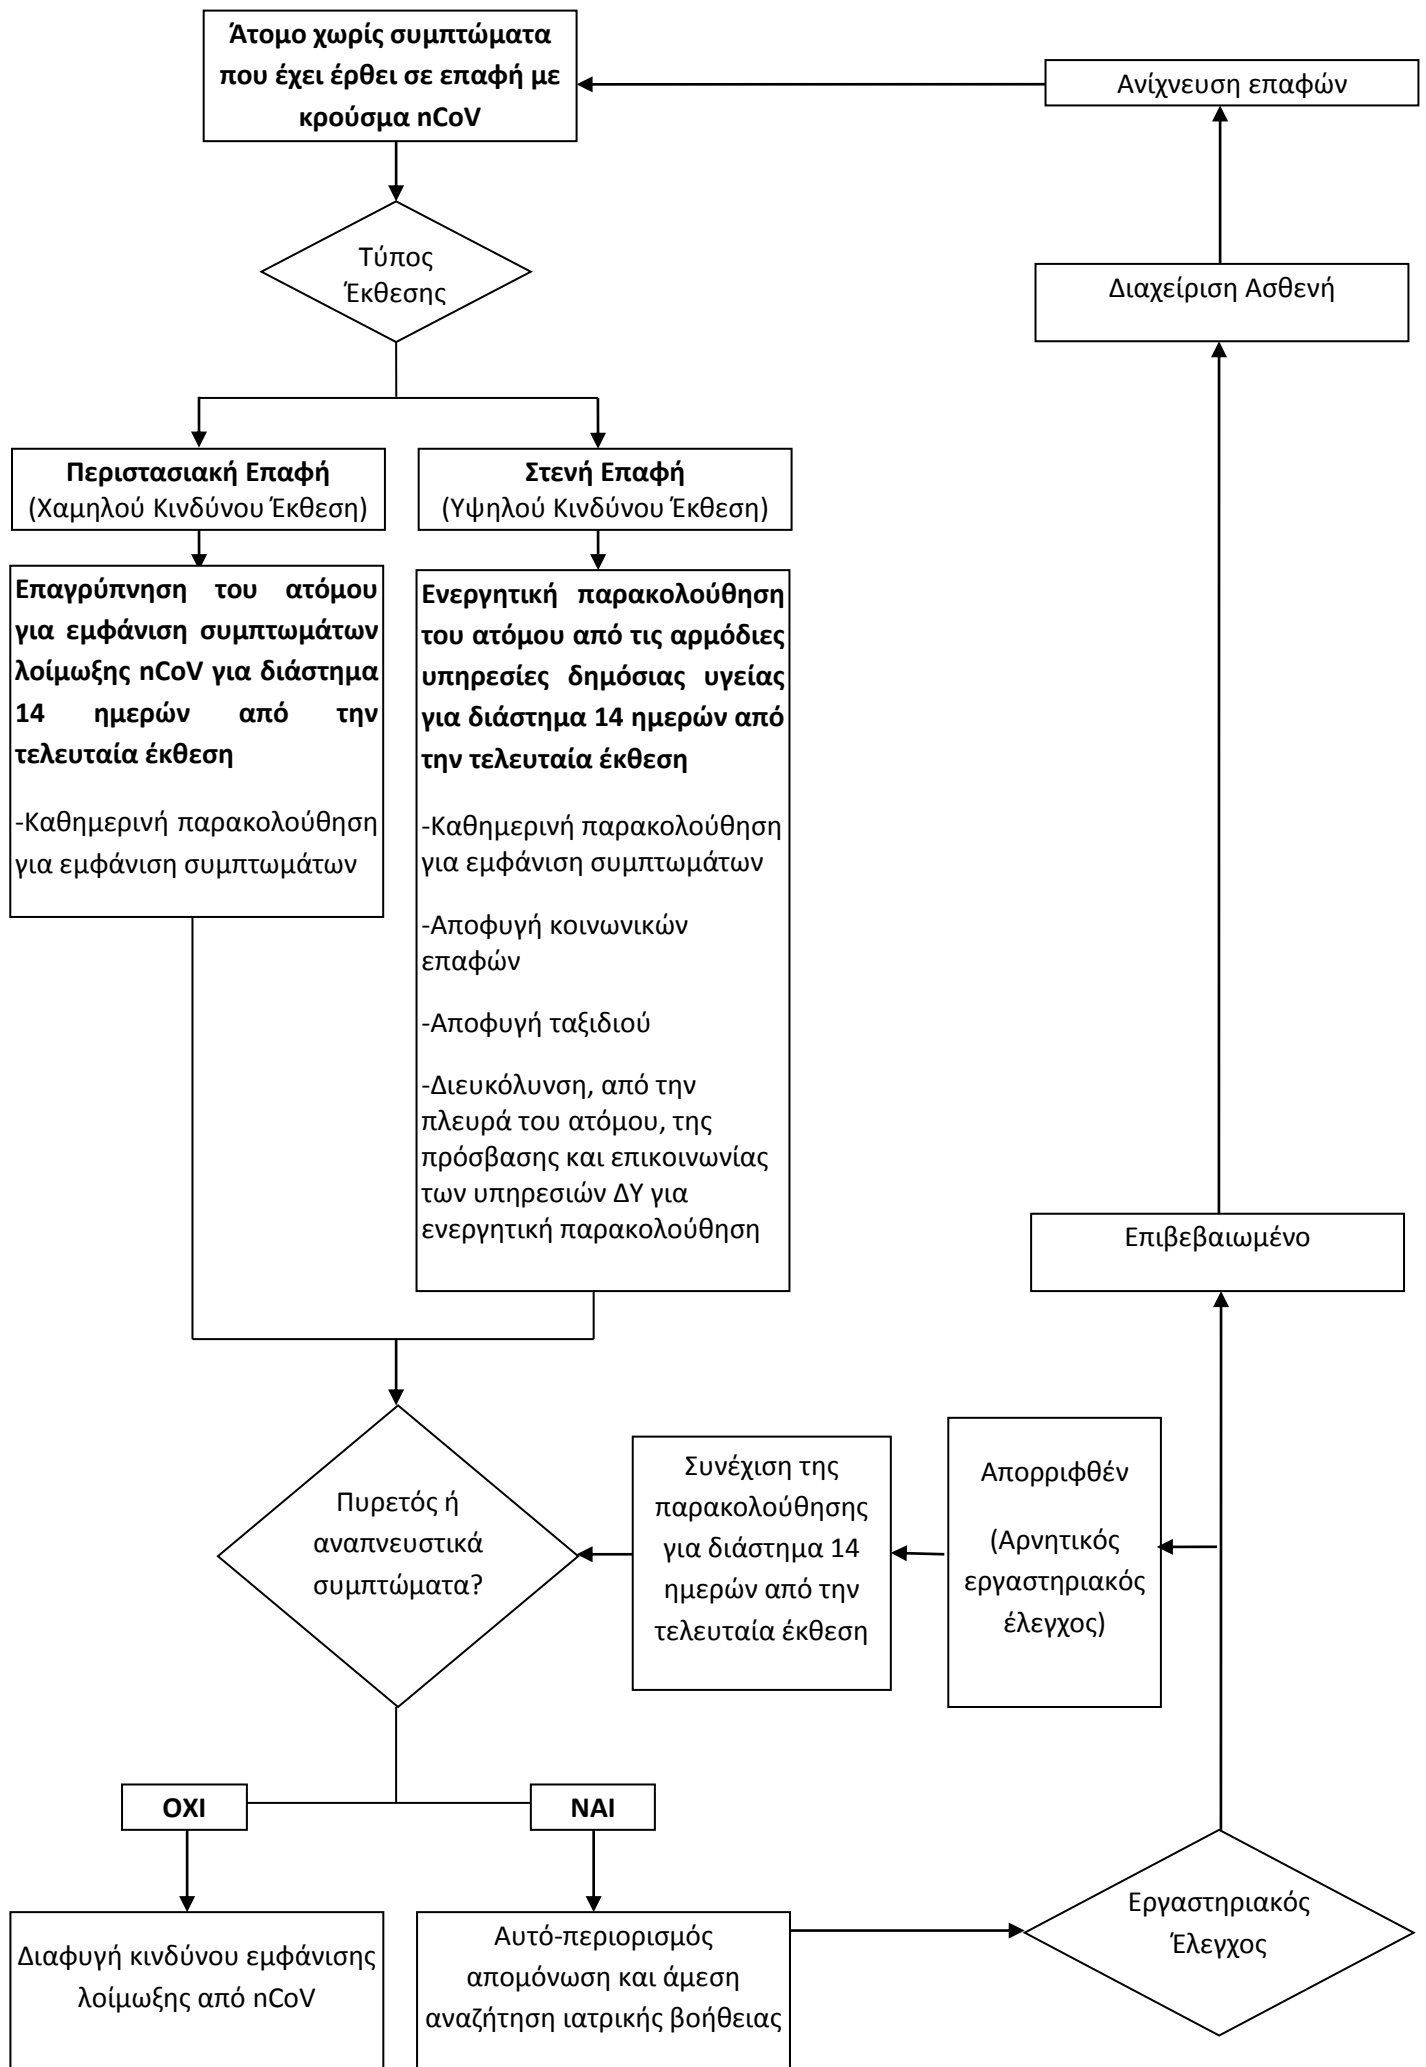 Άτομο χωρίς συμπτώματα
που έχει έρθει σε επαφή με
κρούσμα nCoV
Ανίχνευση επαφών
Τύπος
Έκθεσης
Διαχείριση Ασθενή
Περιστασιακή Επαφή
(Χαμηλού Κινδύνου Έκθεση)
Στενή Επαφή
(Υψηλού Κινδύνου Έκθεση)
Επαγρύπνηση του ατόμου
για εμφάνιση συμπτωμάτων
λοίμωξης nCoV για διάστημα
14 ημερών από την
τελευταία έκθεση
-Καθημερινή παρακολούθηση
για εμφάνιση συμπτωμάτων
Ενεργητική παρακολούθηση
του ατόμου από τις αρμόδιες
υπηρεσίες δημόσιας υγείας
για διάστημα 14 ημερών από
την τελευταία έκθεση
-Καθημερινή παρακολούθηση
για εμφάνιση συμπτωμάτων
-Αποφυγή κοινωνικών
επαφών
-Αποφυγή ταξιδιού
-Διευκόλυνση, από την
πλευρά του ατόμου, της
πρόσβασης και επικοινωνίας
των υπηρεσιών ΔΥ για
ενεργητική παρακολούθηση
Επιβεβαιωμένο
Πυρετός ή
αναπνευστικά
συμπτώματα?
Συνέχιση της
παρακολούθησης
για διάστημα 14
ημερών από την
τελευταία έκθεση
Απορριφθέν
(Αρνητικός
εργαστηριακός
έλεγχος)
ΟΧΙ
ΝΑΙ
Διαφυγή κινδύνου εμφάνισης
λοίμωξης από nCoV
Αυτό-περιορισμός
απομόνωση και άμεση
αναζήτηση ιατρικής βοήθειας
Εργαστηριακός
Έλεγχος